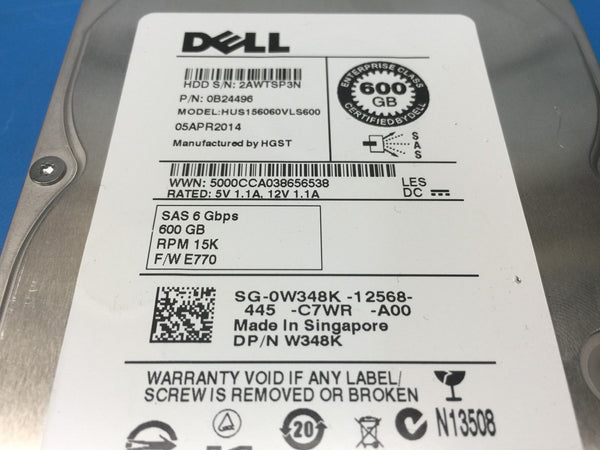 DELL
HDD S/N: 2AWTSP3N
P/N: 0B24496
MODEL:HUS156060VLS600
05APR2014
Manufactured by HGST
ENTERPRISE CLASS
600
GB
CERTIFIED BY DELL
SAS
WWN: 5000CCA038656538
RATED: 5V 1.1A, 12V 1.1A
LES
DC
SAS 6 Gbps
600 GB
RPM 15K
F/W E770
SG-0W348K -12568-
445 -C7WR -A00
Made In Singapore
DP/N W348K
WARRANTY VOID IF ANY LABEL/
SCREW IS REMOVED OR BROKEN
20
N13508